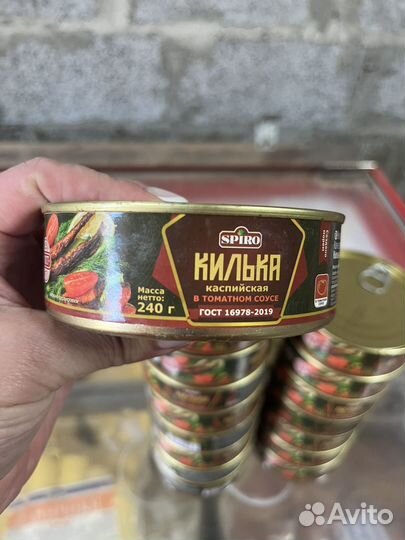 SPIRO
КИЛЬКА
КАСПИЙСКАЯ
В ТОМАТНОМ СОУСЕ
ГОСТ 16978-2019
Масса
нетто:
240 г
Avito